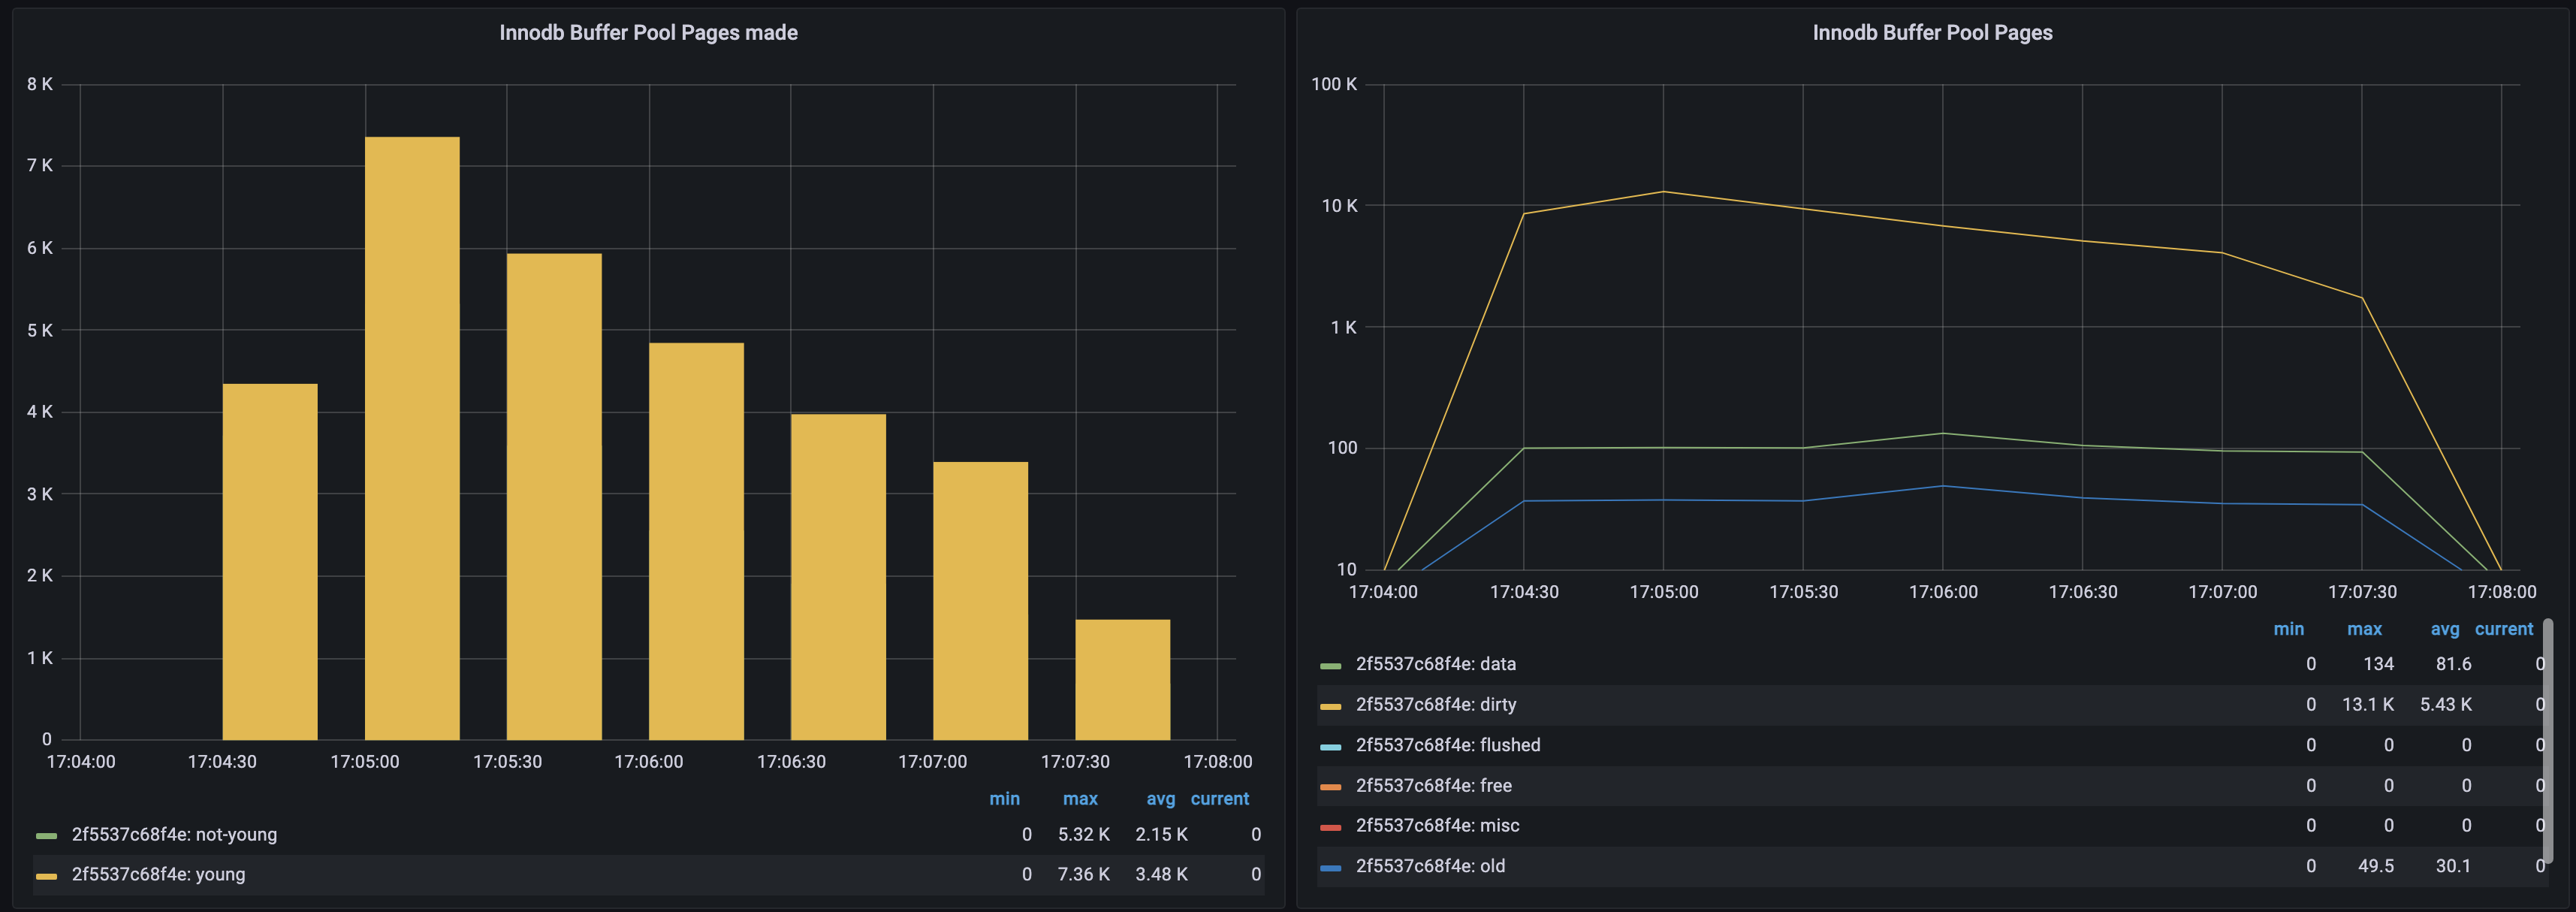 Innodb Buffer Pool Pages made
8 K
7 K
6 K
5 K
4 K
3 K
2 K
1 K
0
17:04:00 17:04:30 17:05:00 17:05:30 17:06:00 17:06:30 17:07:00 17:07:30 17:08:00
min max avg current
2f5537c68f4e: not-young 0 5.32 K 2.15 K 0
2f5537c68f4e: young 0 7.36 K 3.48 K 0
Innodb Buffer Pool Pages
100 K
10 K
1 K
100
10
17:04:00 17:04:30 17:05:00 17:05:30 17:06:00 17:06:30 17:07:00 17:07:30 17:08:00
min max avg current
2f5537c68f4e: data 0 134 81.6 0
2f5537c68f4e: dirty 0 13.1 K 5.43 K 0
2f5537c68f4e: flushed 0 0 0 0
2f5537c68f4e: free 0 0 0 0
2f5537c68f4e: misc 0 0 0 0
2f5537c68f4e: old 0 49.5 30.1 0